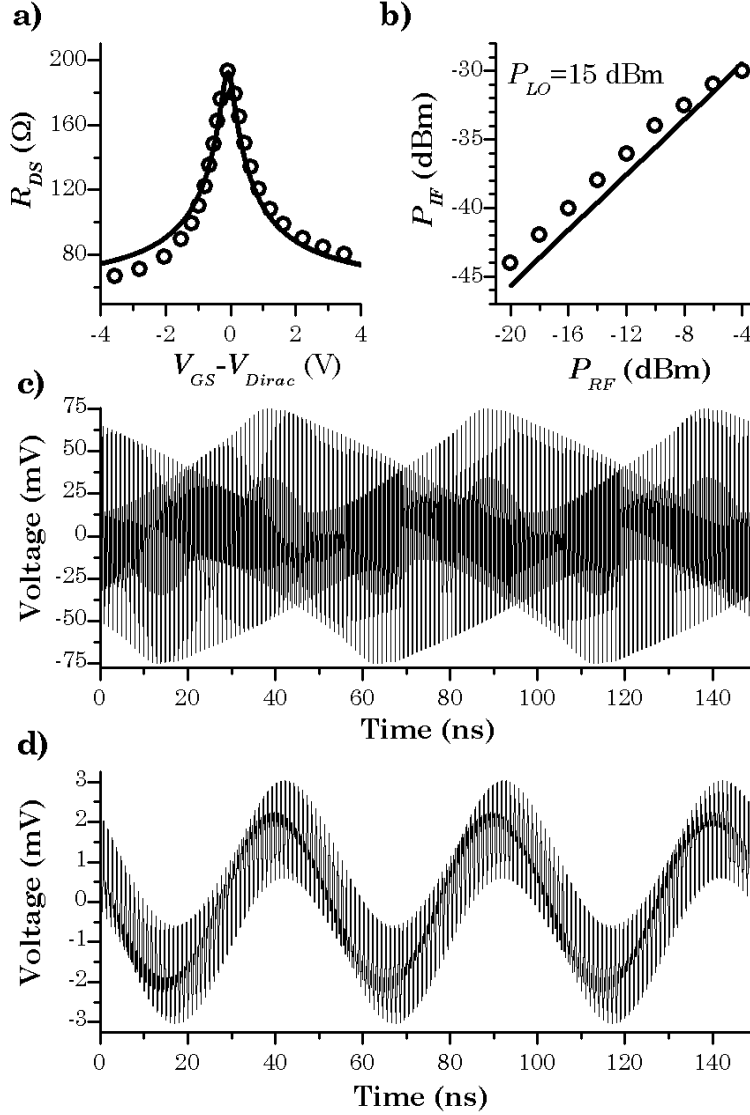 a)
200
160
120
80
R_DS (Ω)
-4 -2 0 2 4
V_GS-V_Dirac (V)
b)
P_LO=15 dBm
-30
-35
-40
-45
P_IF (dBm)
-20 -16 -12 -8 -4
P_RF (dBm)
c)
75
50
25
0
-25
-50
-75
Voltage (mV)
0 20 40 60 80 100 120 140
Time (ns)
d)
3
2
1
0
-1
-2
-3
Voltage (mV)
0 20 40 60 80 100 120 140
Time (ns)